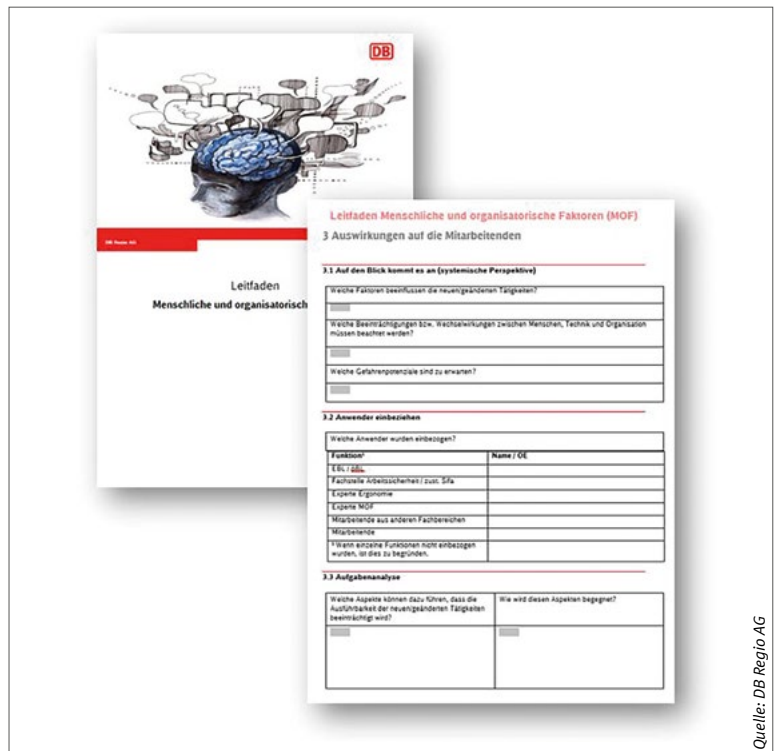 DB
DB Regio AG
Leitfaden
Menschliche und organisatorisch
Leitfaden Menschliche und organisatorische Faktoren (MOF)
3 Auswirkungen auf die Mitarbeitenden
3.1 Auf den Blick kommt es an (systemische Perspektive)
Welche Faktoren beeinflussen die neuen/geänderten Tätigkeiten?
Welche Beeinträchtigungen bzw. Wechselwirkungen zwischen Menschen, Technik und Organisation
müssen beachtet werden?
Welche Gefahrenpotenziale sind zu erwarten?
3.2 Anwender einbeziehen
Welche Anwender wurden einbezogen?
Funktion¹ Name / OE
EBL /
Fachstelle Arbeitssicherheit / zust. Sifa
Experte Ergonomie
Experte MOF
Mitarbeitende aus anderen Fachbereichen
Mitarbeitende
¹ Wenn einzelne Funktionen nicht einbezogen
wurden, ist dies zu begründen.
3.3 Aufgabenanalyse
Welche Aspekte können dazu führen, dass die
Ausführbarkeit der neuen/geänderten Tätigkeiten
beeinträchtigt wird?
Wie wird diesen Aspekten begegnet?
Quelle: DB Regio AG